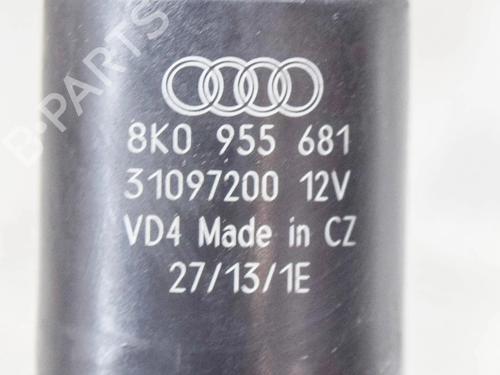 B-PARTS
8K0 955 681
31097200 12V
VD4 Made in CZ
27/13/1E